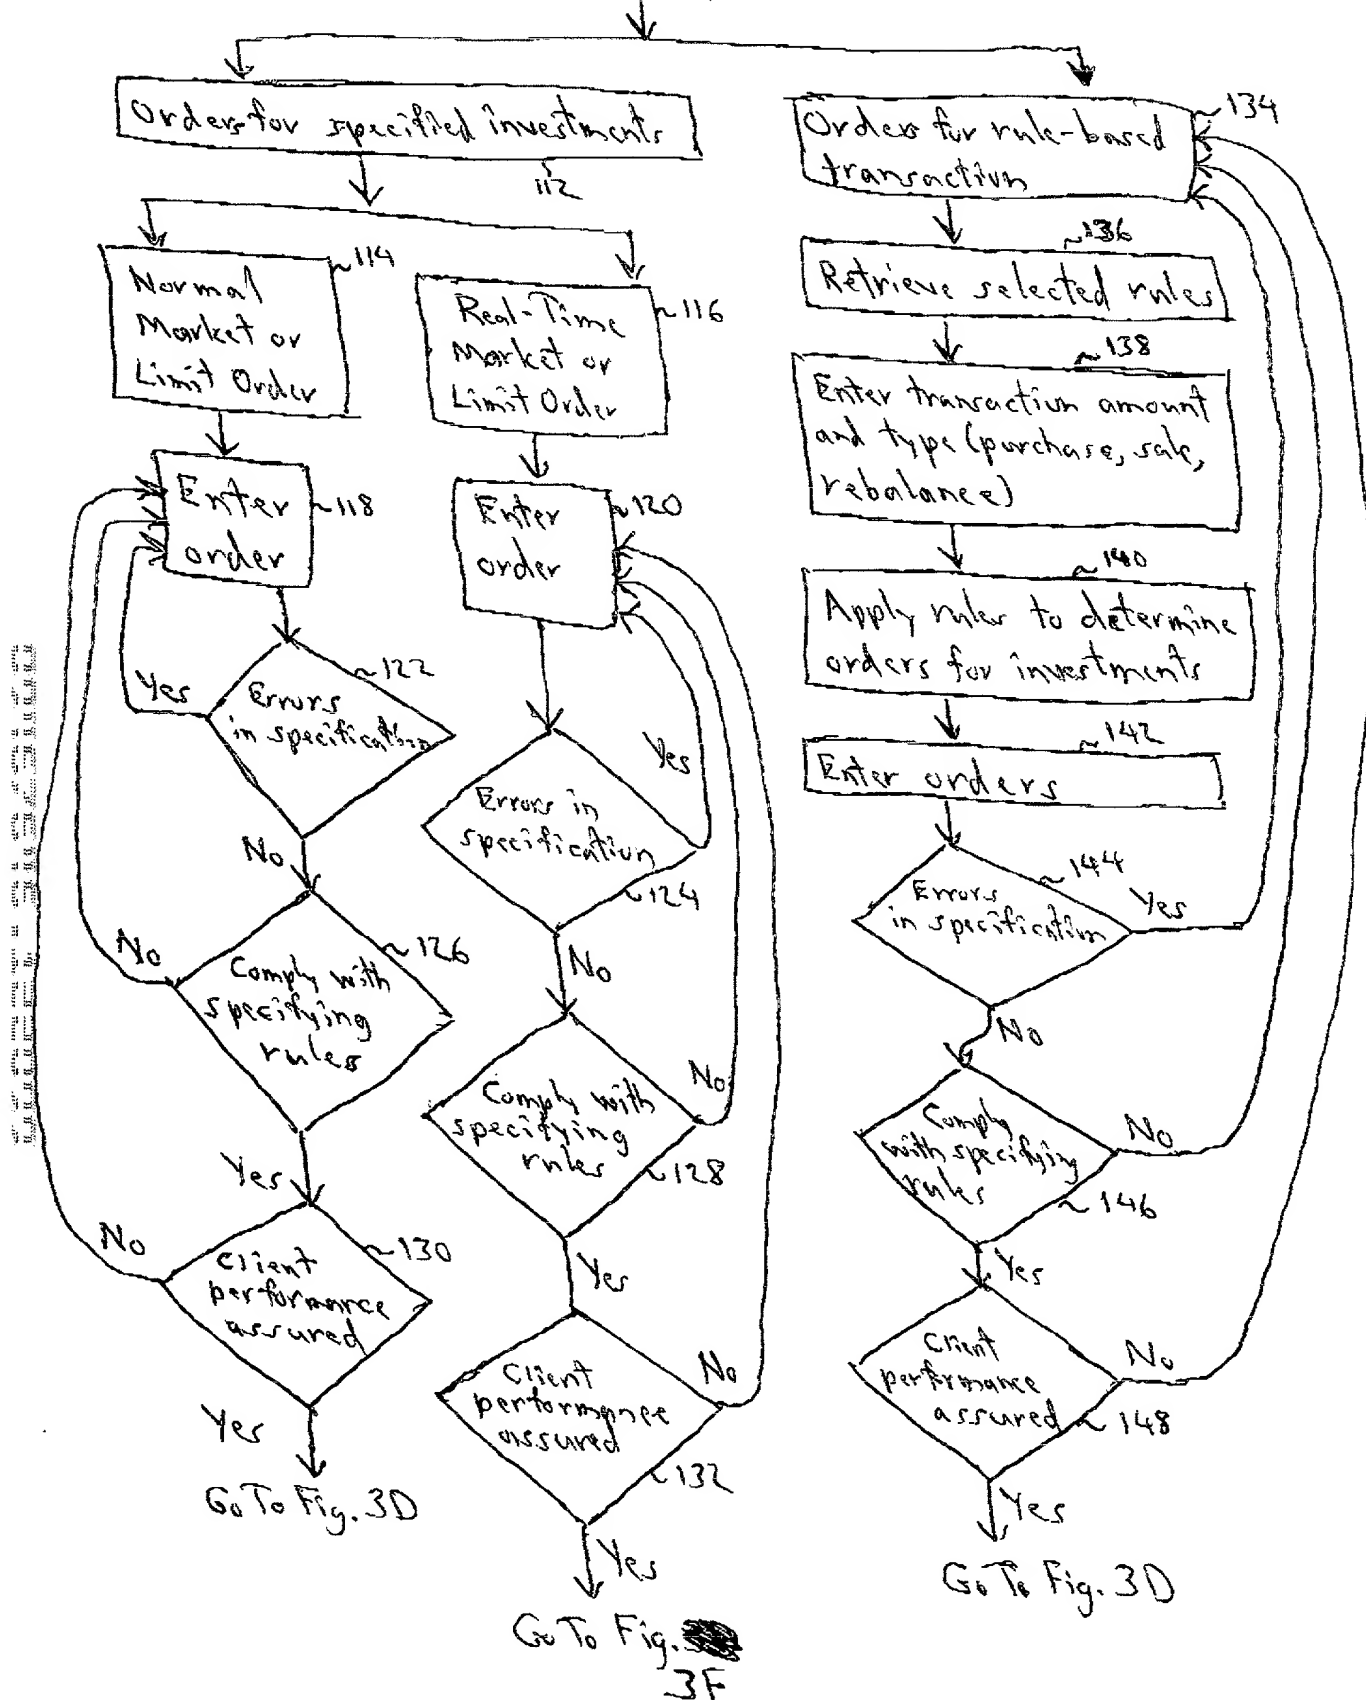 Orders for specified investments
112
Normal
Market or
Limit Order
114
Real-Time
Market or
Limit Order
116
Enter
order
118
Enter
order
120
Errors
in specification
122
Yes
No
Errors in
specification
124
Yes
No
Comply with
specifying
rules
126
No
Yes
Comply with
specifying
rules
128
No
Yes
Client
performance
assured
130
No
Yes
Go To Fig. 3D
Client
performance
assured
132
No
Yes
Go To Fig.
3F
Orders for rule-based
transaction
134
136
Retrieve selected rules
138
Enter transaction amount
and type (purchase, sale,
rebalance)
140
Apply rules to determine
orders for investments
142
Enter orders
144
Errors
in specification
Yes
No
Comply
with specifying
rules
146
No
Yes
Client
performance
assured
148
No
Yes
Go To Fig. 3D